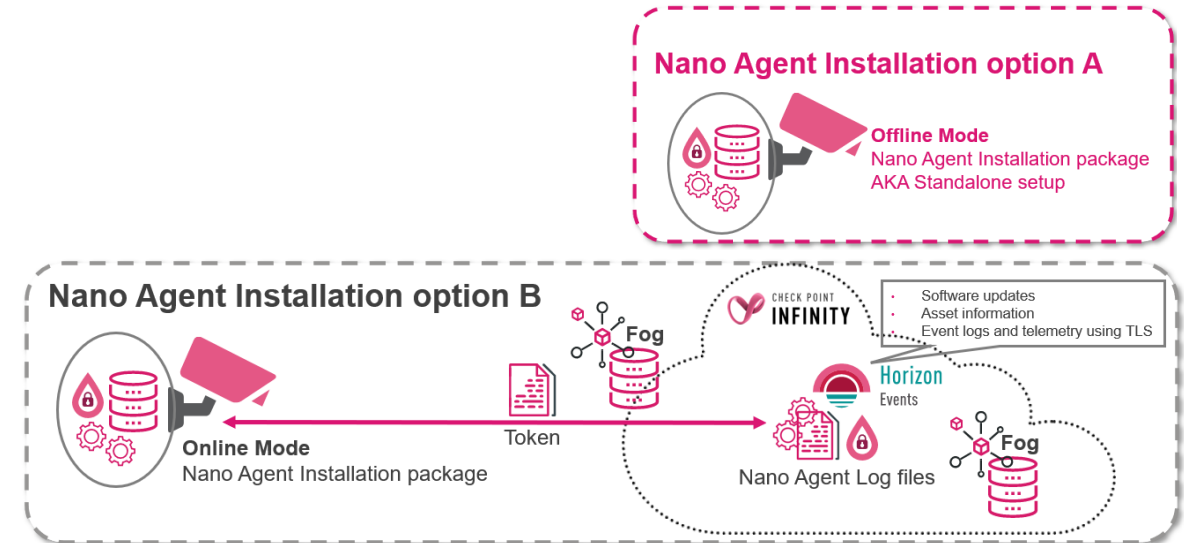 Nano Agent Installation option A
Offline Mode
Nano Agent Installation package
AKA Standalone setup
Nano Agent Installation option B
Fog
CHECK POINT
INFINITY
Software updates
Asset information
Event logs and telemetry using TLS
Horizon
Events
Token
Online Mode
Nano Agent Installation package
Nano Agent Log files
Fog